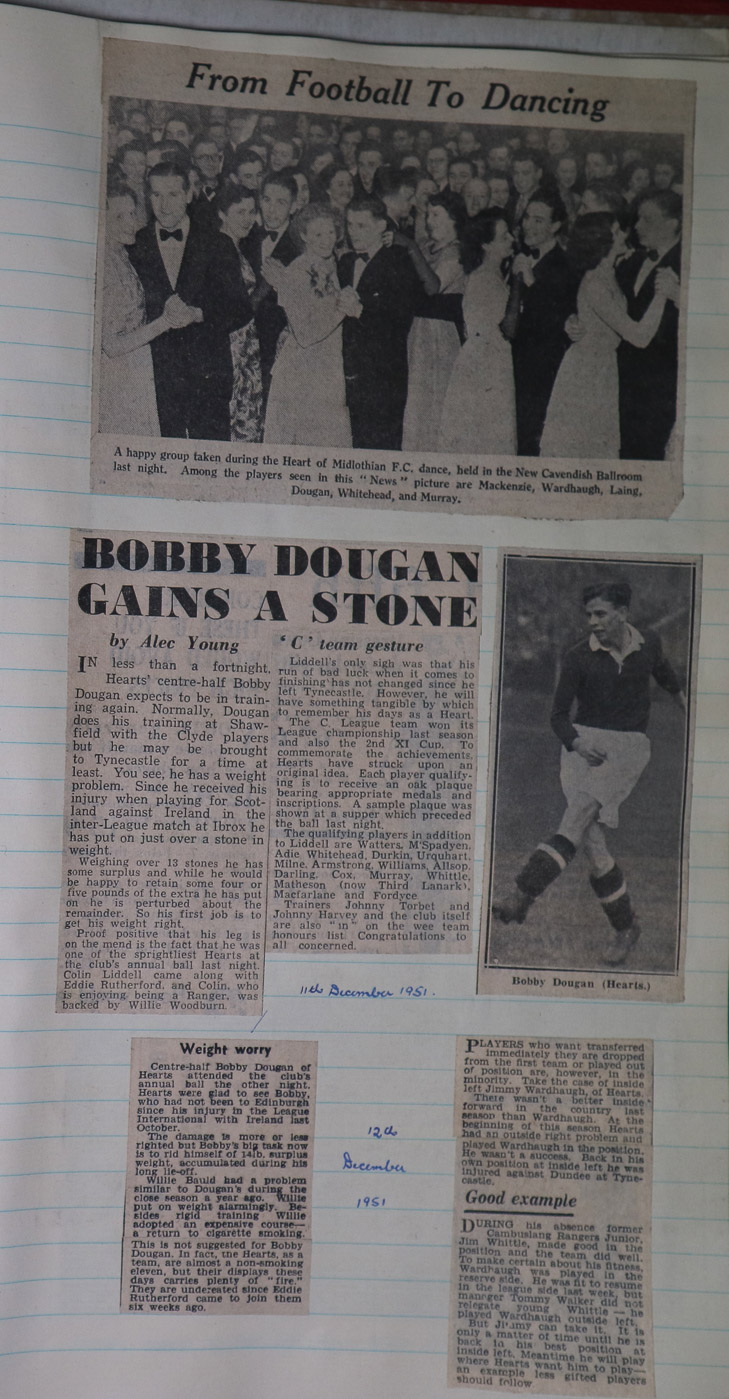 From Football To Dancing
A happy group taken during the Heart of Midlothian F.C. dance, held in the New Cavendish Ballroom
last night. Among the players seen in this "News" picture are Mackenzie, Wardhaugh, Laing,
Dougan, Whitehead, and Murray.
BOBBY DOUGAN
GAINS A STONE
by Alec Young
IN less than a fortnight,
Hearts' centre-half Bobby
Dougan expects to be in train-
ing again. Normally, Dougan
does his training at Shaw-
field with the Clyde players
but he may be brought
to Tynecastle for a time at
least. You see, he has a weight
problem. Since he received his
injury when playing for Scot-
land against Ireland in the
inter-League match at Ibrox he
has put on just over a stone in
weight.
Weighing over 13 stones he has
some surplus and while he would
be happy to retain some four or
five pounds of the extra he has put
on he is perturbed about the
remainder. So his first job is to
get his weight right.
Proof positive that his leg is
on the mend is the fact that he was
one of the sprightliest Hearts at
the club's annual ball last night.
Colin Liddell came along with
Eddie Rutherford, and Colin, who
is enjoying being a Ranger, was
backed by Willie Woodburn.
'C' team gesture
Liddell's only sigh was that his
run of bad luck when it comes to
finishing has not changed since he
left Tynecastle. However, he will
have something tangible by which
to remember his days as a Heart.
The C League team won its
League championship last season
and also the 2nd XI Cup. To
commemorate the achievements,
Hearts have struck upon an
original idea. Each player qualify-
ing is to receive an oak plaque
bearing appropriate medals and
inscriptions. A sample plaque was
shown at a supper which preceded
the ball last night.
The qualifying players in addition
to Liddell are Watters, M'Spadyen,
Adie, Whitehead, Durkin, Urquhart,
Milne, Armstrong, Williams, Allsop,
Darling, Cox, Murray, Whittle,
Matheson (now Third Lanark),
Macfarlane and Fordyce
Trainers Johnny Torbet and
Johnny Harvey and the club itself
are also "in" on the wee team
honours list. Congratulations to
all concerned.
Bobby Dougan (Hearts.)
11th December 1951.
Weight worry
Centre-half Bobby Dougan of
Hearts attended the club's
annual ball the other night.
Hearts were glad to see Bobby,
who had not been to Edinburgh
since his injury in the League
International with Ireland last
October.
The damage is more or less
righted but Bobby's big task now
is to rid himself of 14lb. surplus
weight, accumulated during his
long lie-off.
Willie Bauld had a problem
similar to Dougan's during the
close season a year ago. Willie
put on weight alarmingly. Be-
sides rigid training Willie
adopted an expensive course—
a return to cigarette smoking.
This is not suggested for Bobby
Dougan. In fact, the Hearts, as a
team, are almost a non-smoking
eleven, but their displays these
days carries plenty of "fire."
They are undefeated since Eddie
Rutherford came to join them
six weeks ago.
12th
December
1951
PLAYERS who want transferred
immediately they are dropped
from the first team or played out
of position are, however, in the
minority. Take the case of inside
left Jimmy Wardhaugh, of Hearts.
There wasn't a better inside
forward in the country last
season than Wardhaugh. At the
beginning of this season Hearts
had an outside right problem and
played Wardhaugh in the position.
He wasn't a success. Back in his
own position at inside left he was
injured against Dundee at Tyne-
castle.
Good example
DURING his absence former
Cambuslang Rangers Junior,
Jim Whittle, made good in the
position and the team did well.
To make certain about his fitness,
Wardhaugh was played in the
reserve side. He was fit to resume
in the league side last week, but
manager Tommy Walker did not
relegate young Whittle—he
played Wardhaugh outside left.
But Jimmy can take it. It is
only a matter of time until he is
back in his best position at
inside left. Meantime he will play
where Hearts want him to play—
an example less gifted players
should follow.